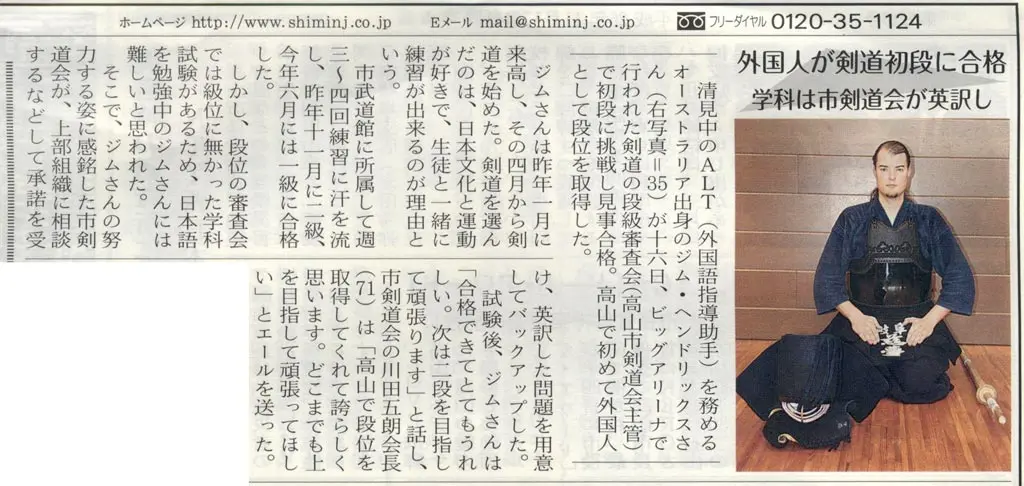 ホームページ http://www.shiminj.co.jp Eメール mail@shiminj.co.jp フリーダイヤル 0120-35-1124
外国人が剣道初段に合格
学科は市剣道会が英訳し
清見中のＡＬＴ（外国語指導助手）を務める
オーストラリア出身のジム・ヘンドリックスさ
ん（右写真＝35）が十六日、ビッグアリーナで
行われた剣道の段級審査会（高山市剣道会主管）
で初段に挑戦し見事合格。高山で初めて外国人
として段位を取得した。
ジムさんは昨年一月に
来高し、その四月から剣
道を始めた。剣道を選ん
だのは、日本文化と運動
が好きで、生徒と一緒に
練習が出来るのが理由と
いう。
市武道館に所属して週
三～四回練習に汗を流
し、昨年十一月に二級、
今年六月には一級に合格
した。
しかし、段位の審査会
では級位に無かった学科
試験があるため、日本語
を勉強中のジムさんには
難しいと思われた。
そこで、ジムさんの努
力する姿に感銘した市剣
道会が、上部組織に相談
するなどして承諾を受
け、英訳した問題を用意
してバックアップした。
試験後、ジムさんは
「合格できてとてもうれ
しい。次は二段を目指し
て頑張ります」と話し、
市剣道会の川田五朗会長
（71）は「高山で段位を
取得してくれて誇らしく
思います。どこまでも上
を目指して頑張ってほし
い」とエールを送った。